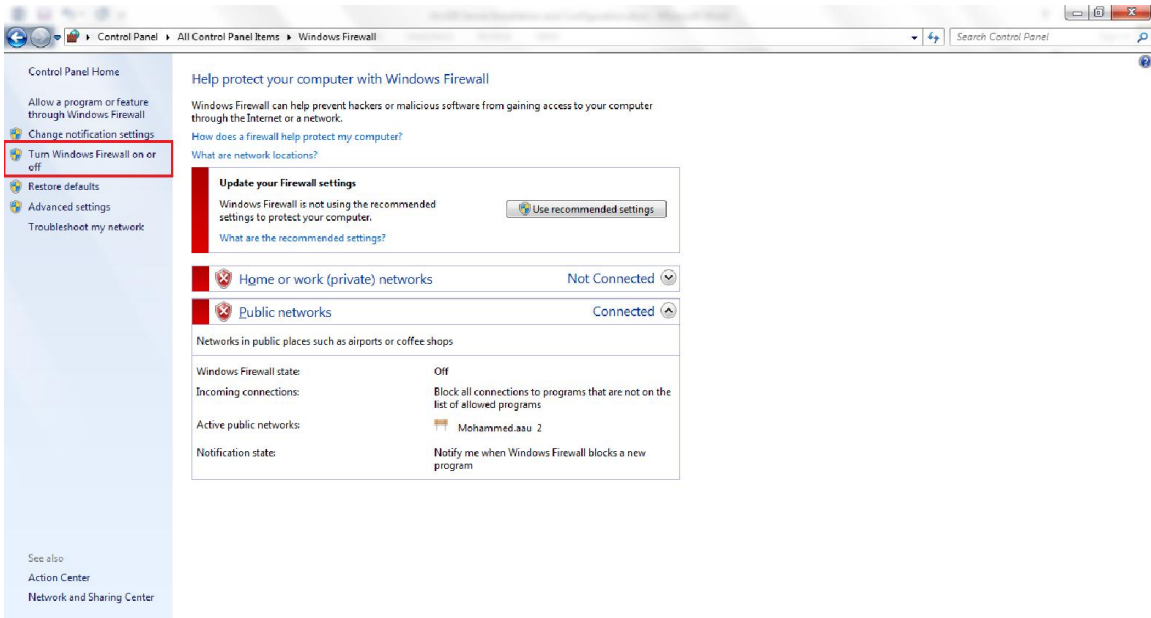 Control Panel ▸ All Control Panel Items ▸ Windows Firewall
Search Control Panel
Control Panel Home
Allow a program or feature
through Windows Firewall
Change notification settings
Turn Windows Firewall on or
off
Restore defaults
Advanced settings
Troubleshoot my network
See also
Action Center
Network and Sharing Center
Help protect your computer with Windows Firewall
Windows Firewall can help prevent hackers or malicious software from gaining access to your computer
through the Internet or a network.
How does a firewall help protect my computer?
What are network locations?
Update your Firewall settings
Windows Firewall is not using the recommended
settings to protect your computer.
Use recommended settings
What are the recommended settings?
Home or work (private) networks Not Connected
Public networks Connected
Networks in public places such as airports or coffee shops
Windows Firewall state: Off
Incoming connections: Block all connections to programs that are not on the
list of allowed programs
Active public networks: Mohammed.aau 2
Notification state: Notify me when Windows Firewall blocks a new
program